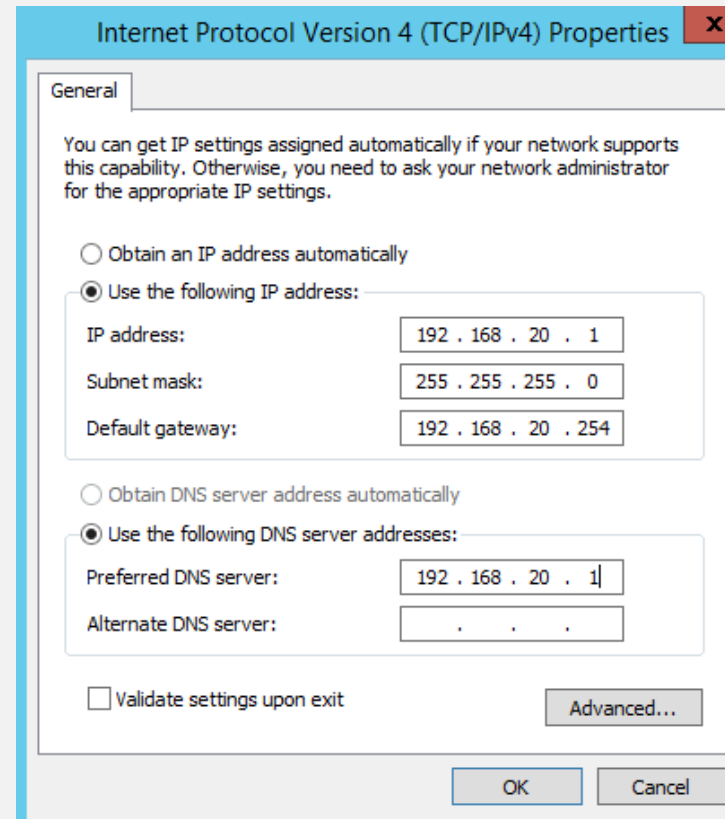 Internet Protocol Version 4 (TCP/IPv4) Properties
x
General
You can get IP settings assigned automatically if your network supports
this capability. Otherwise, you need to ask your network administrator
for the appropriate IP settings.
Obtain an IP address automatically
Use the following IP address:
IP address: 192 . 168 . 20 . 1
Subnet mask: 255 . 255 . 255 . 0
Default gateway: 192 . 168 . 20 . 254
Obtain DNS server address automatically
Use the following DNS server addresses:
Preferred DNS server: 192 . 168 . 20 . 1
Alternate DNS server: . . .
Validate settings upon exit
Advanced...
OK Cancel